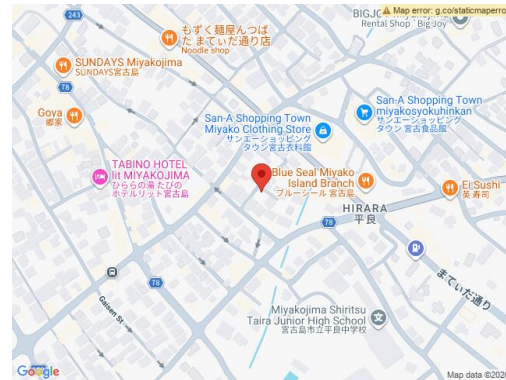 243
BIGJOY Miyakojima
Rental Shop "Big Joy"
Map error: g.co/staticmaperro
もずく麺屋んつば
た まてぃだ通り店
Noodle shop
SUNDAYS Miyakojima
SUNDAYS宮古島
78
Goya
郷家
San-A Shopping Town
Miyako Clothing Store
サンエーショッピング
タウン 宮古衣料館
San-A Shopping Town
miyakosyokuhinkan
サンエーショッピング
タウン 宮古食品館
TABINO HOTEL
lit MIYAKOJIMA
ひららの湯 たびの
ホテルリット宮古島
Blue Seal Miyako
Island Branch
ブルーシール 宮古島
Ei Sushi
英 寿司
HIRARA
平良
78
78
78
まてぃだ通り
Gaisen St
Miyakojima Shiritsu
Taira Junior High School
宮古島市立平良中学校
Google
Map data ©2026